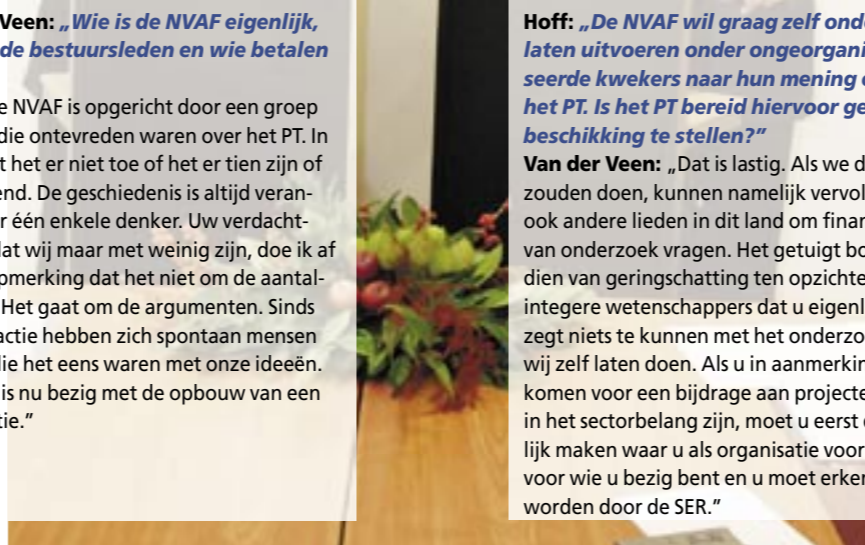 Veen: „Wie is de NVAF eigenlijk,
de bestuursleden en wie betalen
e NVAF is opgericht door een groep
die ontevreden waren over het PT. In
t het er niet toe of het er tien zijn of
end. De geschiedenis is altijd veran-
r één enkele denker. Uw verdacht-
dat wij maar met weinig zijn, doe ik af
pmerking dat het niet om de aantal-
Het gaat om de argumenten. Sinds
actie hebben zich spontaan mensen
die het eens waren met onze ideeën.
is nu bezig met de opbouw van een
tie.”
Hoff: „De NVAF wil graag zelf onde
laten uitvoeren onder ongeorgani
seerde kwekers naar hun mening o
het PT. Is het PT bereid hiervoor ge
beschikking te stellen?”
Van der Veen: „Dat is lastig. Als we d
zouden doen, kunnen namelijk vervol
ook andere lieden in dit land om finan
van onderzoek vragen. Het getuigt bo
dien van geringschatting ten opzichte
integere wetenschappers dat u eigenl
zegt niets te kunnen met het onderzo
wij zelf laten doen. Als u in aanmerkin
komen voor een bijdrage aan projecte
in het sectorbelang zijn, moet u eerst d
lijk maken waar u als organisatie voor
voor wie u bezig bent en u moet erken
worden door de SER.”